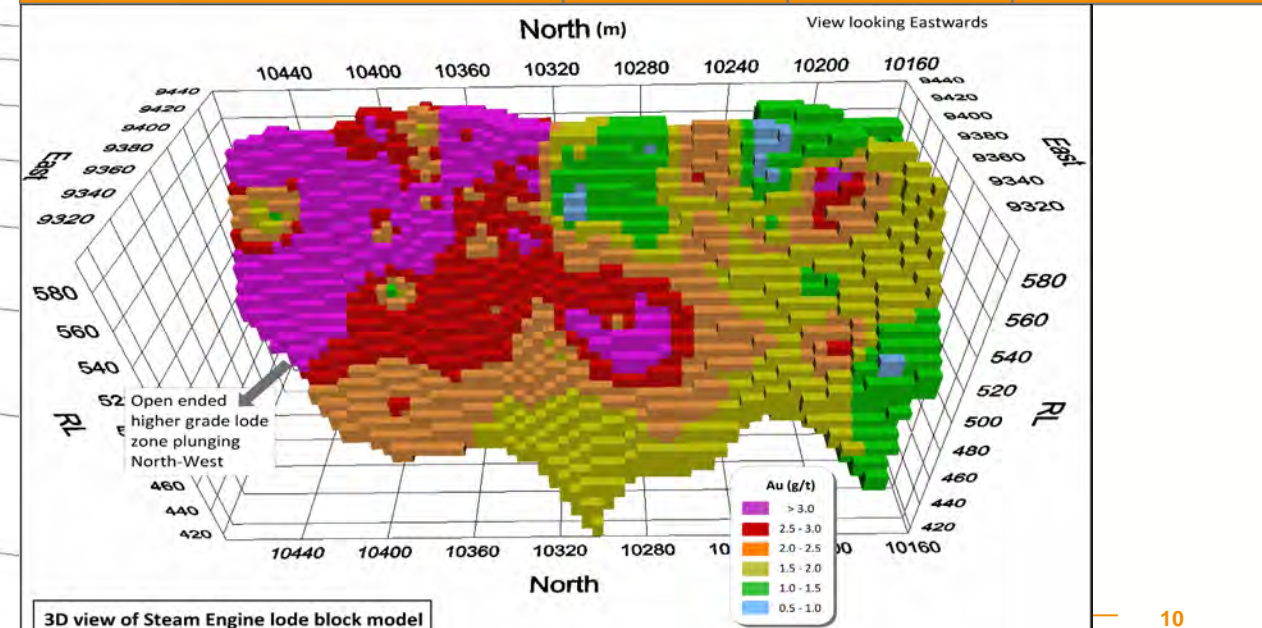 North (m)
View looking Eastwards
10440 10400 10360 10320 10280 10240 10200 10160
9440
9420
9400
9380
9360
9340
9320
East
9440
9420
9400
9380
9360
9340
9320
East
580
560
540
460
440
420
RL
580
560
540
520
500
480
460
440
420
RL
Open ended
higher grade lode
zone plunging
North-West
Au (g/t)
> 3.0
2.5 - 3.0
2.0 - 2.5
1.5 - 2.0
1.0 - 1.5
0.5 - 1.0
10440 10400 10360 10320 10280 10160
North
3D view of Steam Engine lode block model
10